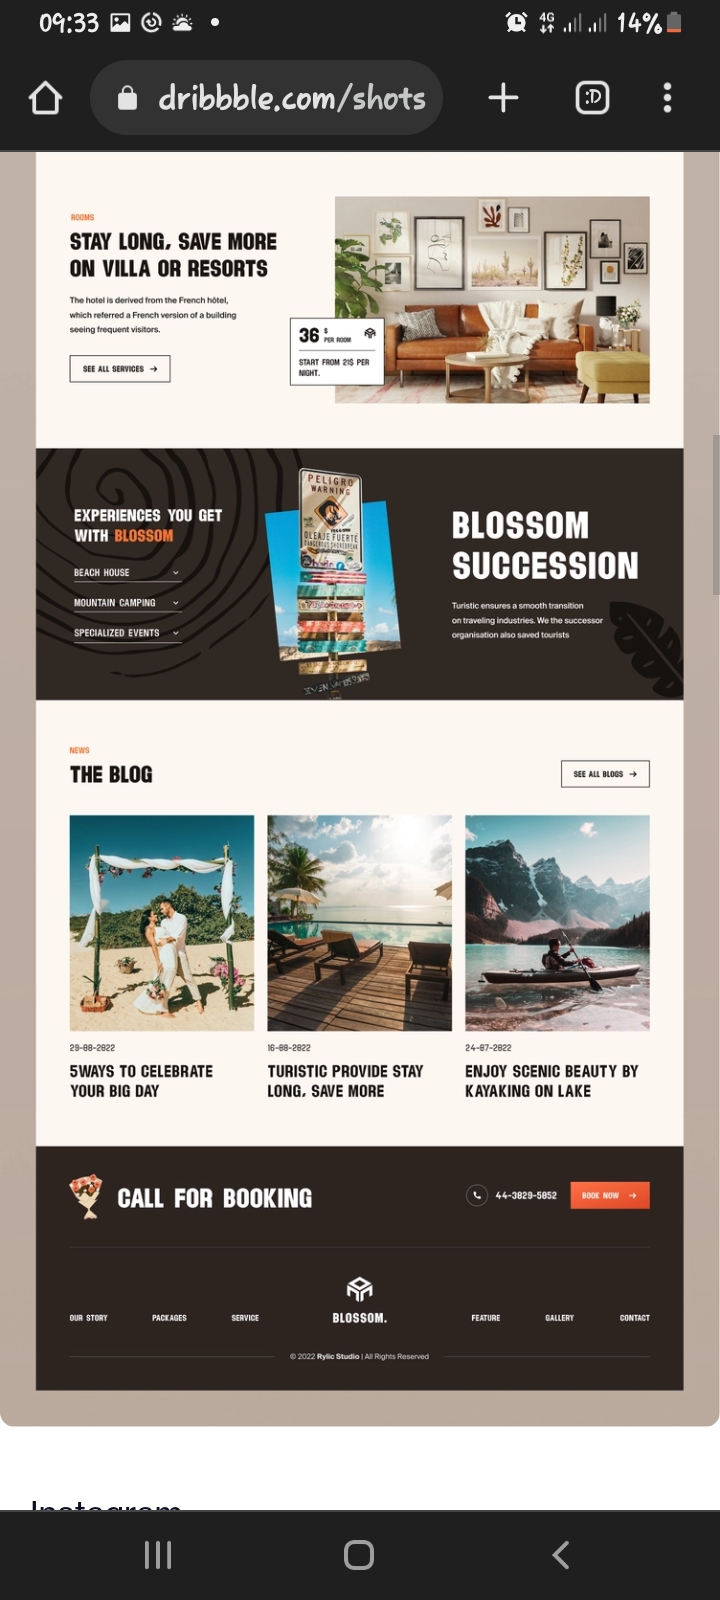 09:33
4G
14%
dribbble.com/shots
:D
ROOMS
STAY LONG, SAVE MORE
ON VILLA OR RESORTS
The hotel is derived from the French hôtel,
which referred a French version of a building
seeing frequent visitors.
SEE ALL SERVICES →
36 $
PER ROOM
START FROM 21$ PER
NIGHT.
EXPERIENCES YOU GET
WITH BLOSSOM
BEACH HOUSE
MOUNTAIN CAMPING
SPECIALIZED EVENTS
PELIGRO
WARNING
OLEAJE FUERTE
DANGEROUS SHOREBREAK
BLOSSOM
SUCCESSION
Turistic ensures a smooth transition
on traveling industries. We the successor
organisation also saved tourists
NEWS
THE BLOG
SEE ALL BLOGS →
29-08-2022
5WAYS TO CELEBRATE
YOUR BIG DAY
16-08-2022
TURISTIC PROVIDE STAY
LONG, SAVE MORE
24-07-2022
ENJOY SCENIC BEAUTY BY
KAYAKING ON LAKE
CALL FOR BOOKING
44-3829-5852
BOOK NOW →
BLOSSOM.
OUR STORY
PACKAGES
SERVICE
FEATURE
GALLERY
CONTACT
© 2022 Rylic Studio | All Rights Reserved
Instagram